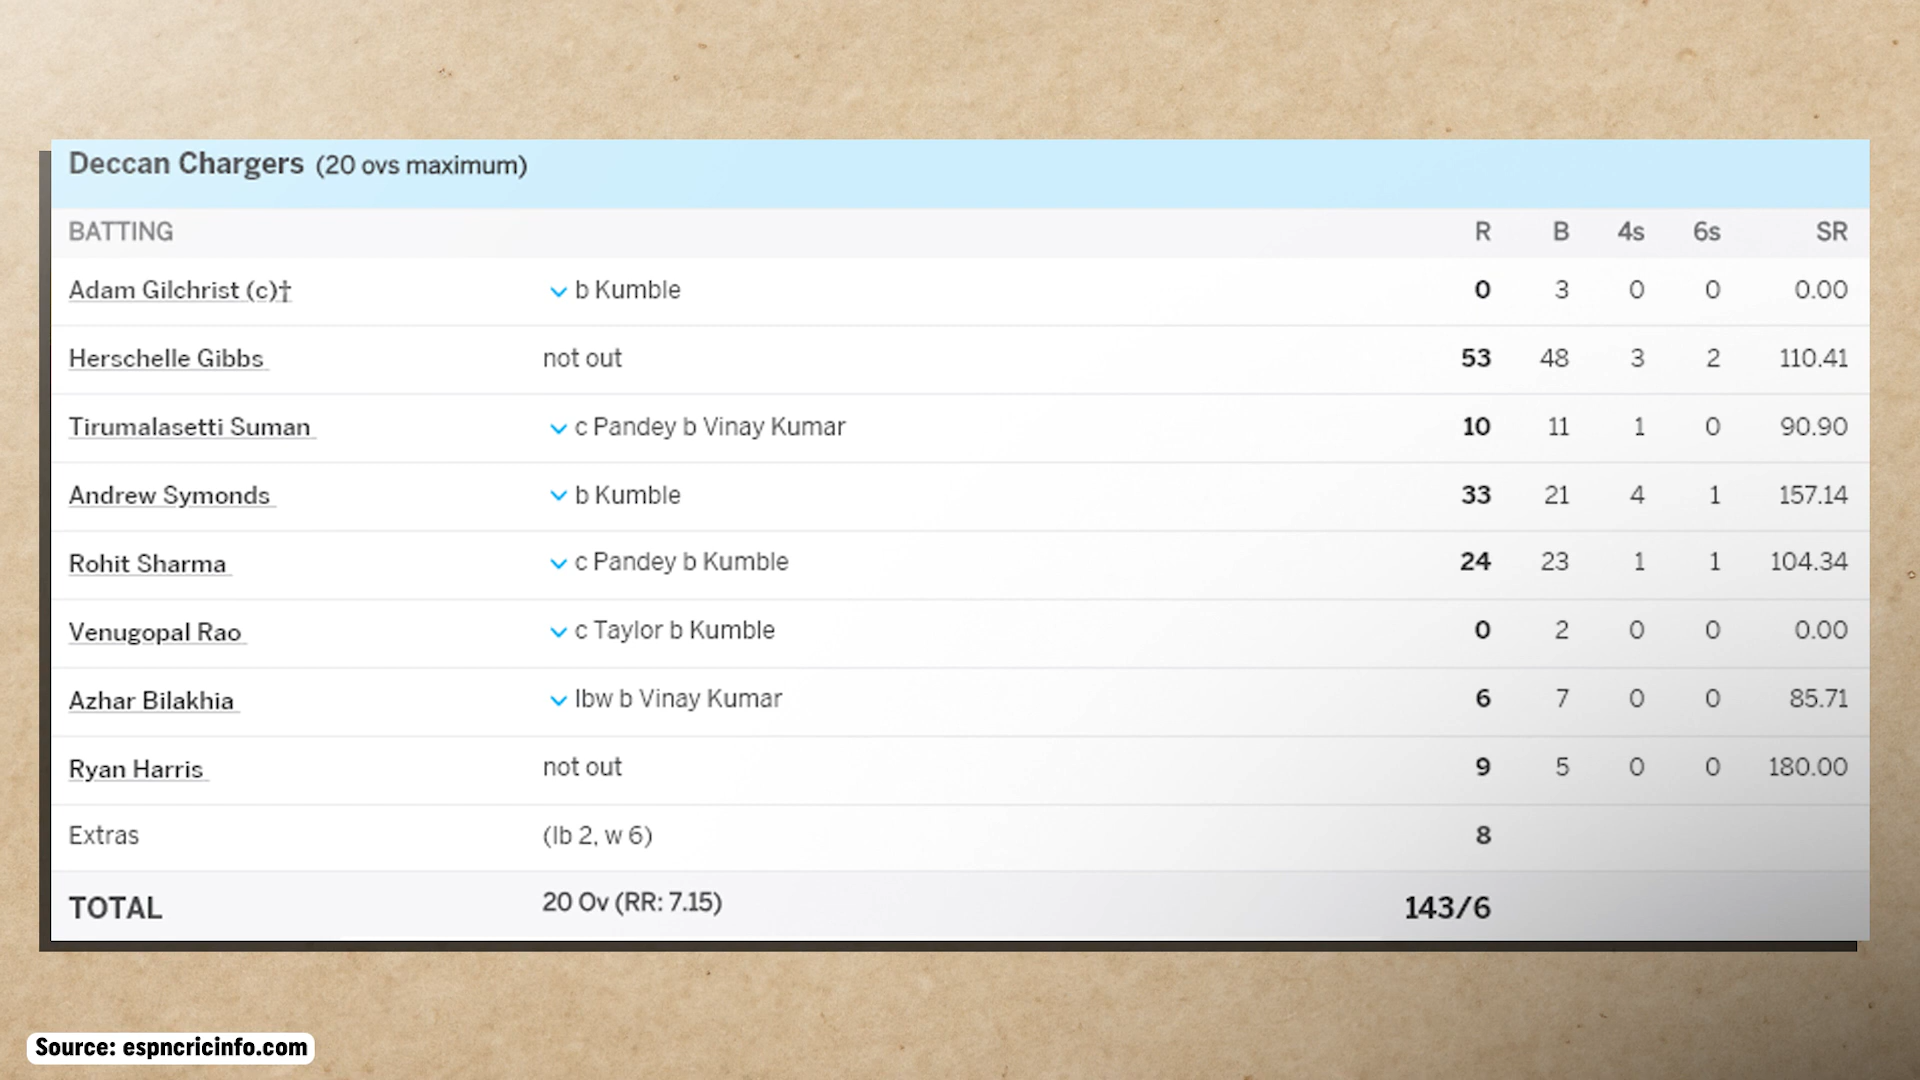 Deccan Chargers (20 ovs maximum)
BATTING R B 4s 6s SR
Adam Gilchrist (c)† b Kumble 0 3 0 0 0.00
Herschelle Gibbs not out 53 48 3 2 110.41
Tirumalasetti Suman c Pandey b Vinay Kumar 10 11 1 0 90.90
Andrew Symonds b Kumble 33 21 4 1 157.14
Rohit Sharma c Pandey b Kumble 24 23 1 1 104.34
Venugopal Rao c Taylor b Kumble 0 2 0 0 0.00
Azhar Bilakhia lbw b Vinay Kumar 6 7 0 0 85.71
Ryan Harris not out 9 5 0 0 180.00
Extras (lb 2, w 6) 8
TOTAL 20 Ov (RR: 7.15) 143/6
Source: espncricinfo.com